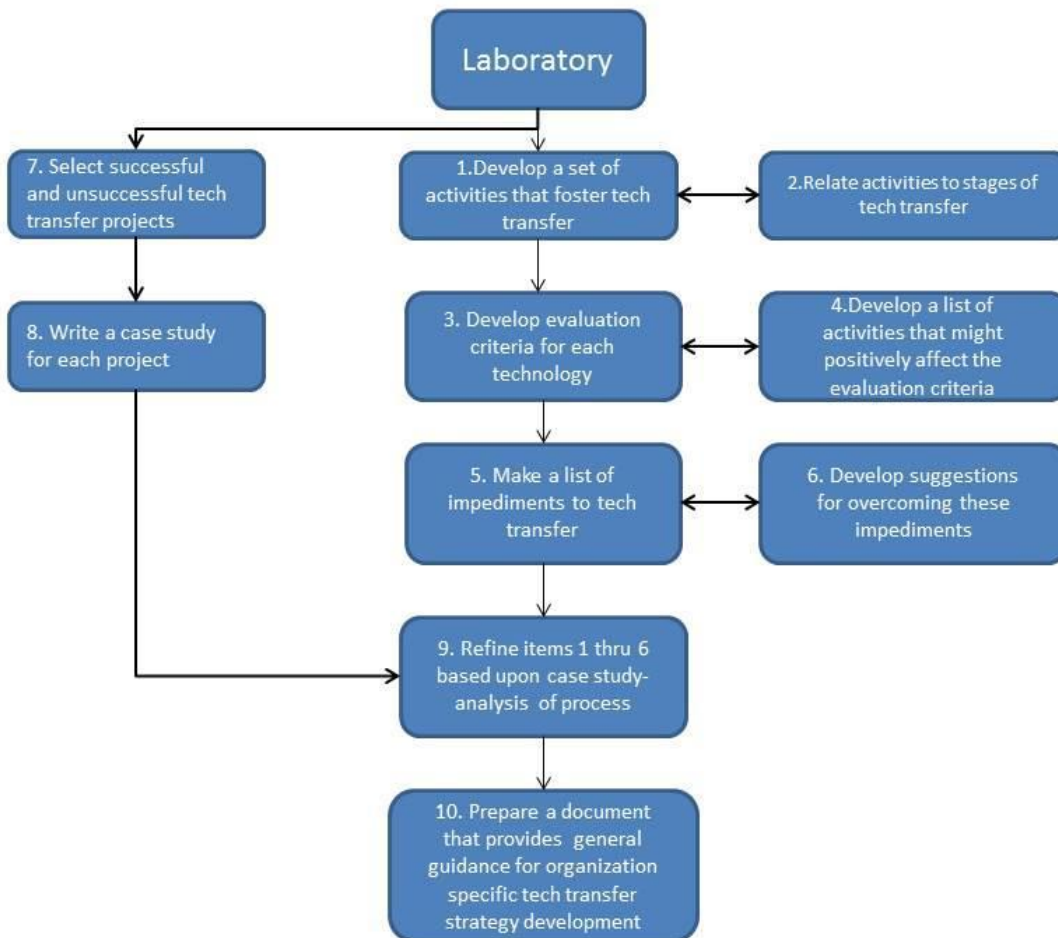 Laboratory
7. Select successful
and unsuccessful tech
transfer projects
1.Develop a set of
activities that foster tech
transfer
2.Relate activities to stages of
tech transfer
8. Write a case study
for each project
3. Develop evaluation
criteria for each
technology
4.Develop a list of
activities that might
positively affect the
evaluation criteria
5. Make a list of
impediments to tech
transfer
6. Develop suggestions
for overcoming these
impediments
9. Refine items 1 thru 6
based upon case study-
analysis of process
10. Prepare a document
that provides general
guidance for organization
specific tech transfer
strategy development